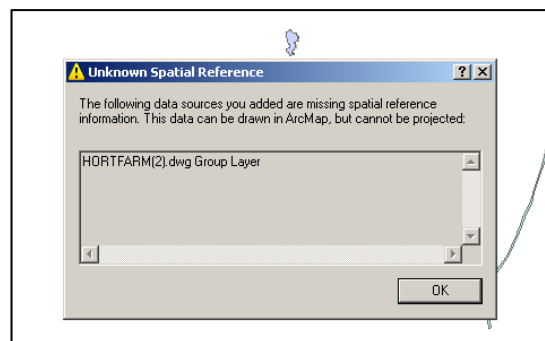 Unknown Spatial Reference
The following data sources you added are missing spatial reference
information. This data can be drawn in ArcMap, but cannot be projected:
HORTFARM(2).dwg Group Layer
OK